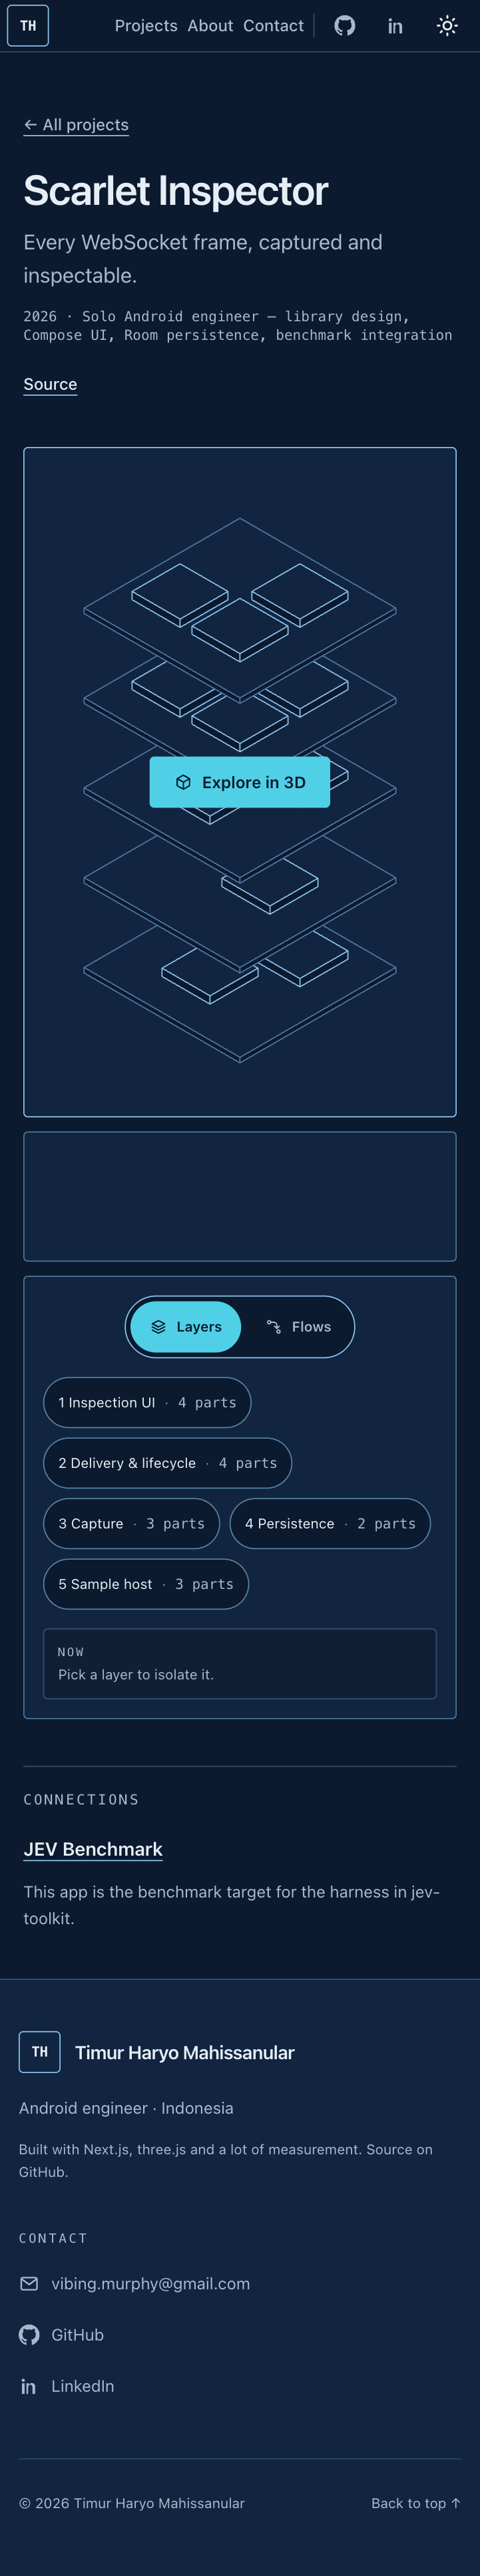 TH
Projects About Contact
← All projects
Scarlet Inspector
Every WebSocket frame, captured and
inspectable.
2026 · Solo Android engineer — library design,
Compose UI, Room persistence, benchmark integration
Source
Explore in 3D
Layers Flows
1 Inspection UI · 4 parts
2 Delivery & lifecycle · 4 parts
3 Capture · 3 parts 4 Persistence · 2 parts
5 Sample host · 3 parts
NOW
Pick a layer to isolate it.
CONNECTIONS
JEV Benchmark
This app is the benchmark target for the harness in jev-
toolkit.
TH Timur Haryo Mahissanular
Android engineer · Indonesia
Built with Next.js, three.js and a lot of measurement. Source on
GitHub.
CONTACT
vibing.murphy@gmail.com
GitHub
LinkedIn
© 2026 Timur Haryo Mahissanular Back to top ↑